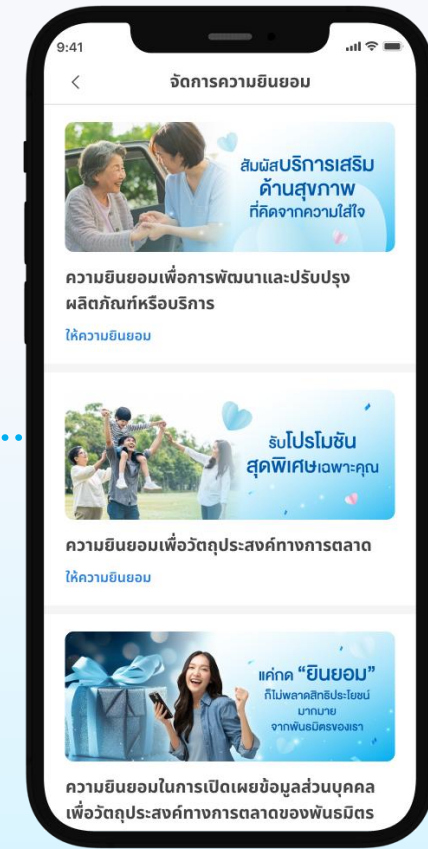 9:41
จัดการความยินยอม
สัมผัสบริการเสริม
ด้านสุขภาพ
ที่คิดจากความใส่ใจ
ความยินยอมเพื่อการพัฒนาและปรับปรุง
ผลิตภัณฑ์หรือบริการ
ให้ความยินยอม
รับโปรโมชัน
สุดพิเศษเฉพาะคุณ
ความยินยอมเพื่อวัตถุประสงค์ทางการตลาด
ให้ความยินยอม
แค่กด “ยินยอม”
ก็ไม่พลาดสิทธิประโยชน์
มากมาย
จากพันธมิตรของเรา
ความยินยอมในการเปิดเผยข้อมูลส่วนบุคคล
เพื่อวัตถุประสงค์ทางการตลาดของพันธมิตร